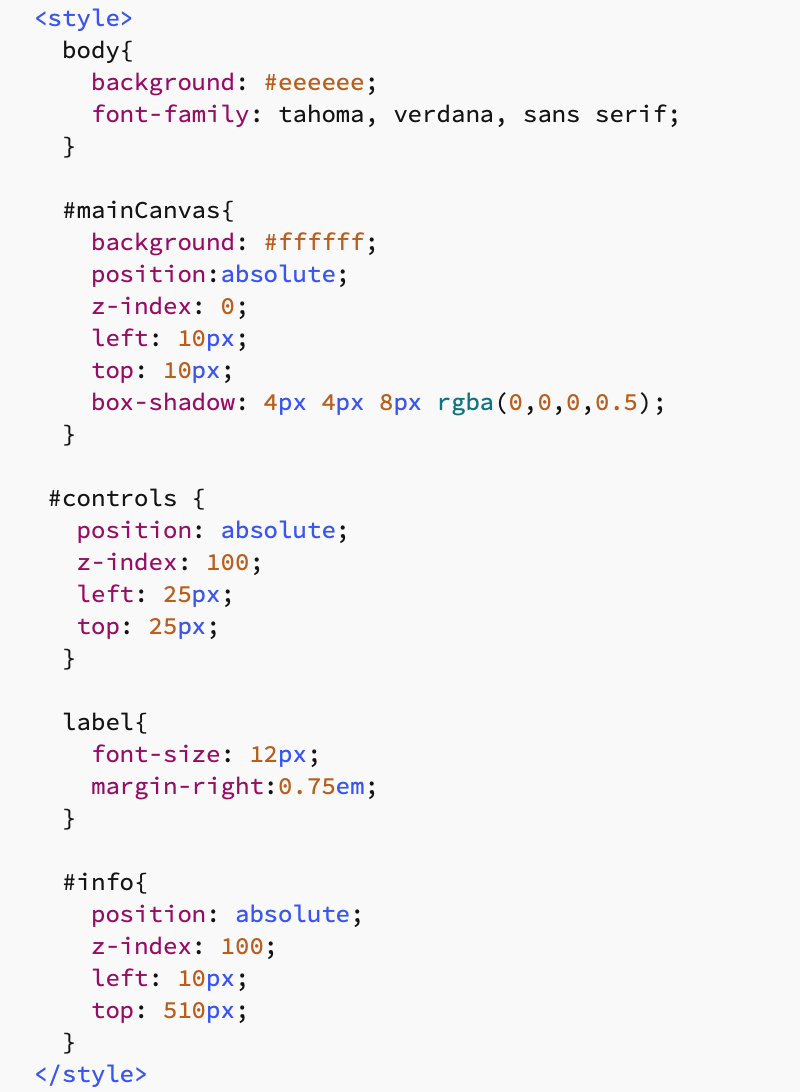 <style>
body{
background: #eeeeee;
font-family: tahoma, verdana, sans serif;
}
#mainCanvas{
background: #ffffff;
position:absolute;
z-index: 0;
left: 10px;
top: 10px;
box-shadow: 4px 4px 8px rgba(0,0,0,0.5);
}
#controls {
position: absolute;
z-index: 100;
left: 25px;
top: 25px;
}
label{
font-size: 12px;
margin-right:0.75em;
}
#info{
position: absolute;
z-index: 100;
left: 10px;
top: 510px;
}
</style>